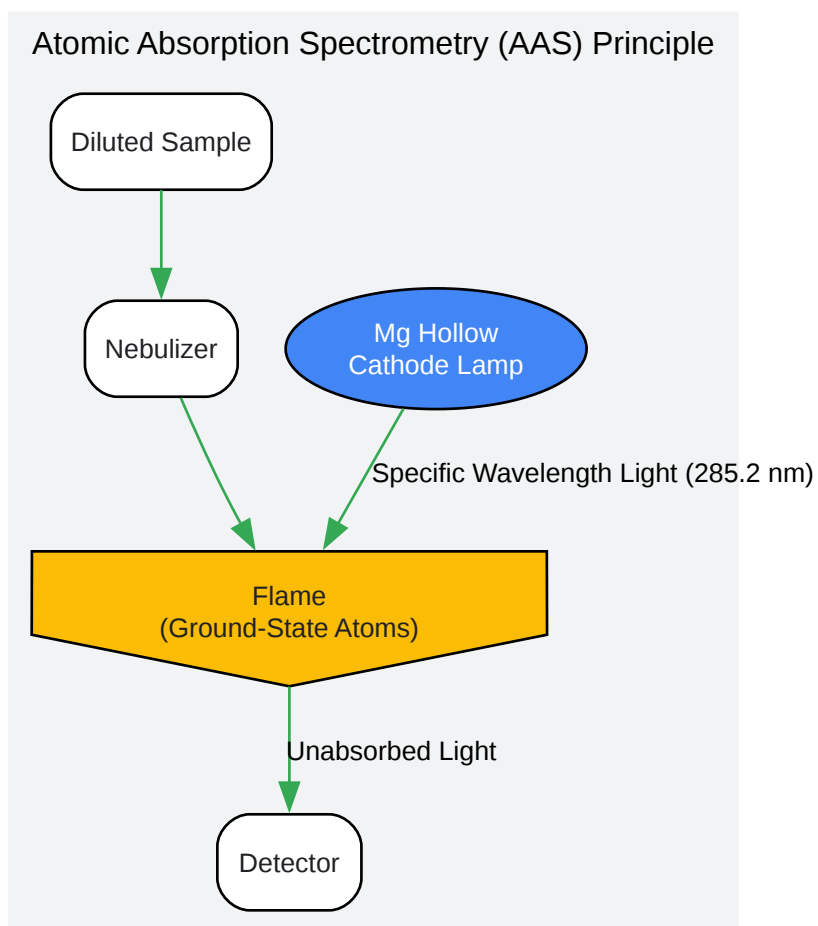 Atomic Absorption Spectrometry (AAS) Principle
Diluted Sample
Nebulizer
Mg Hollow
Cathode Lamp
Specific Wavelength Light (285.2 nm)
Flame
(Ground-State Atoms)
Unabsorbed Light
Detector